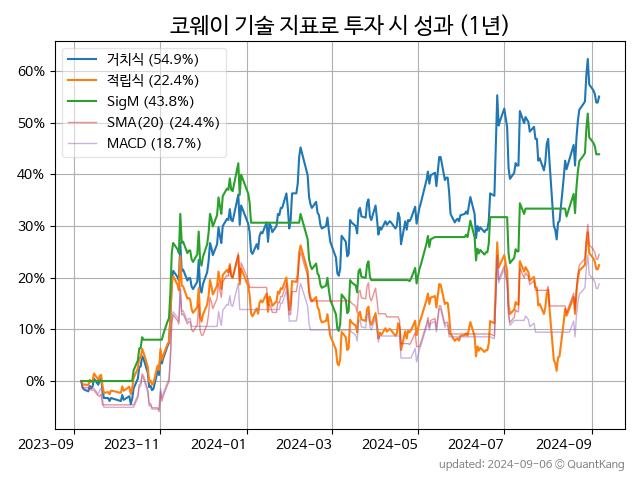 코웨이 기술 지표로 투자 시 성과 (1년)
거치식 (54.9%)
적립식 (22.4%)
SigM (43.8%)
SMA(20) (24.4%)
MACD (18.7%)
60%
50%
40%
30%
20%
10%
0%
2023-09 2023-11 2024-01 2024-03 2024-05 2024-07 2024-09
updated: 2024-09-06 © QuantKang